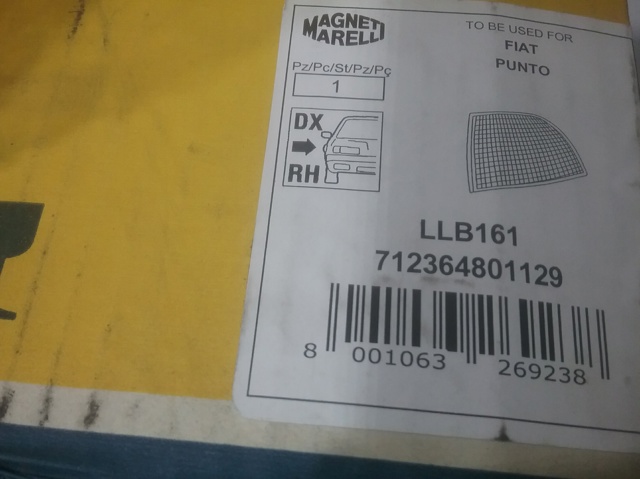 MAGNETI
MARELLI
TO BE USED FOR
FIAT
PUNTO
Pz/Pc/St/Pz/Pç
1
DX
RH
LLB161
712364801129
8 001063 269238